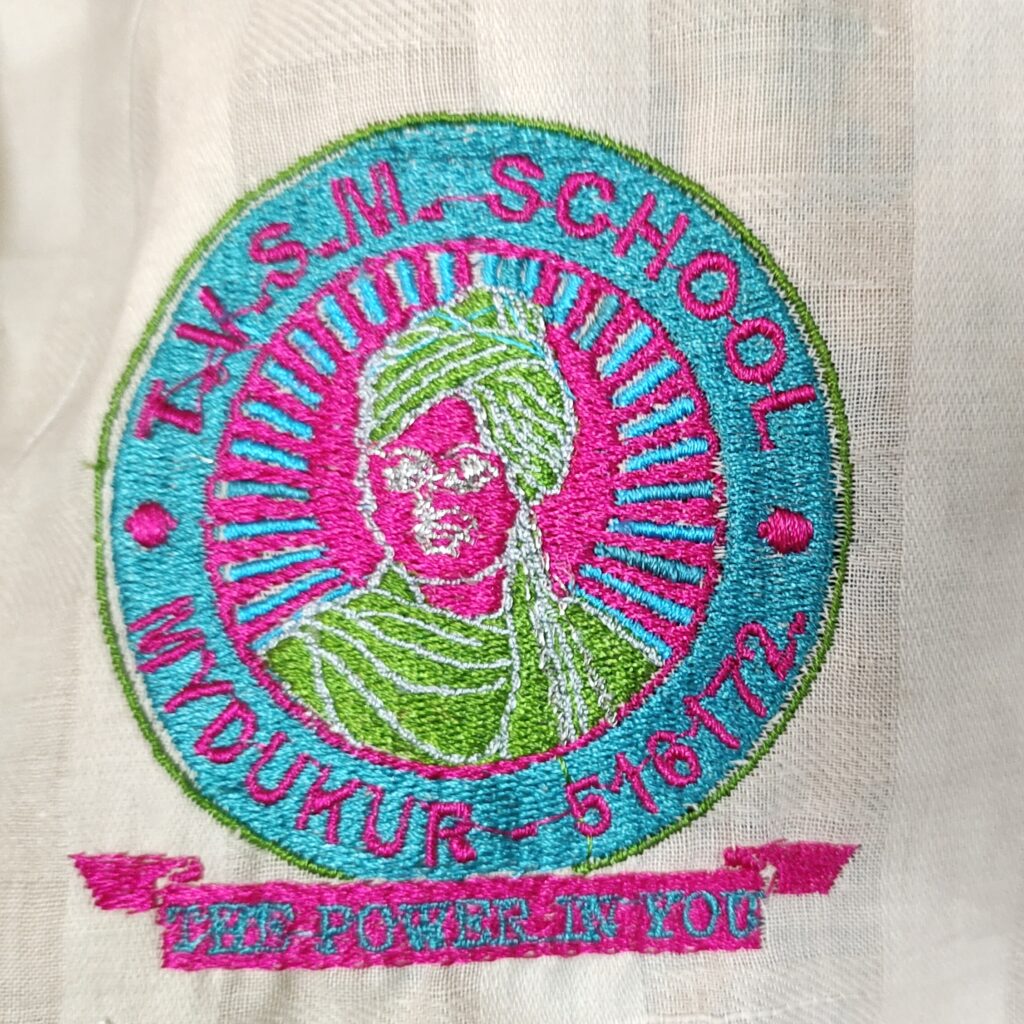 T.K.S.M. SCHOOL
MYDUKUR - 516172.
THE POWER IN YOU